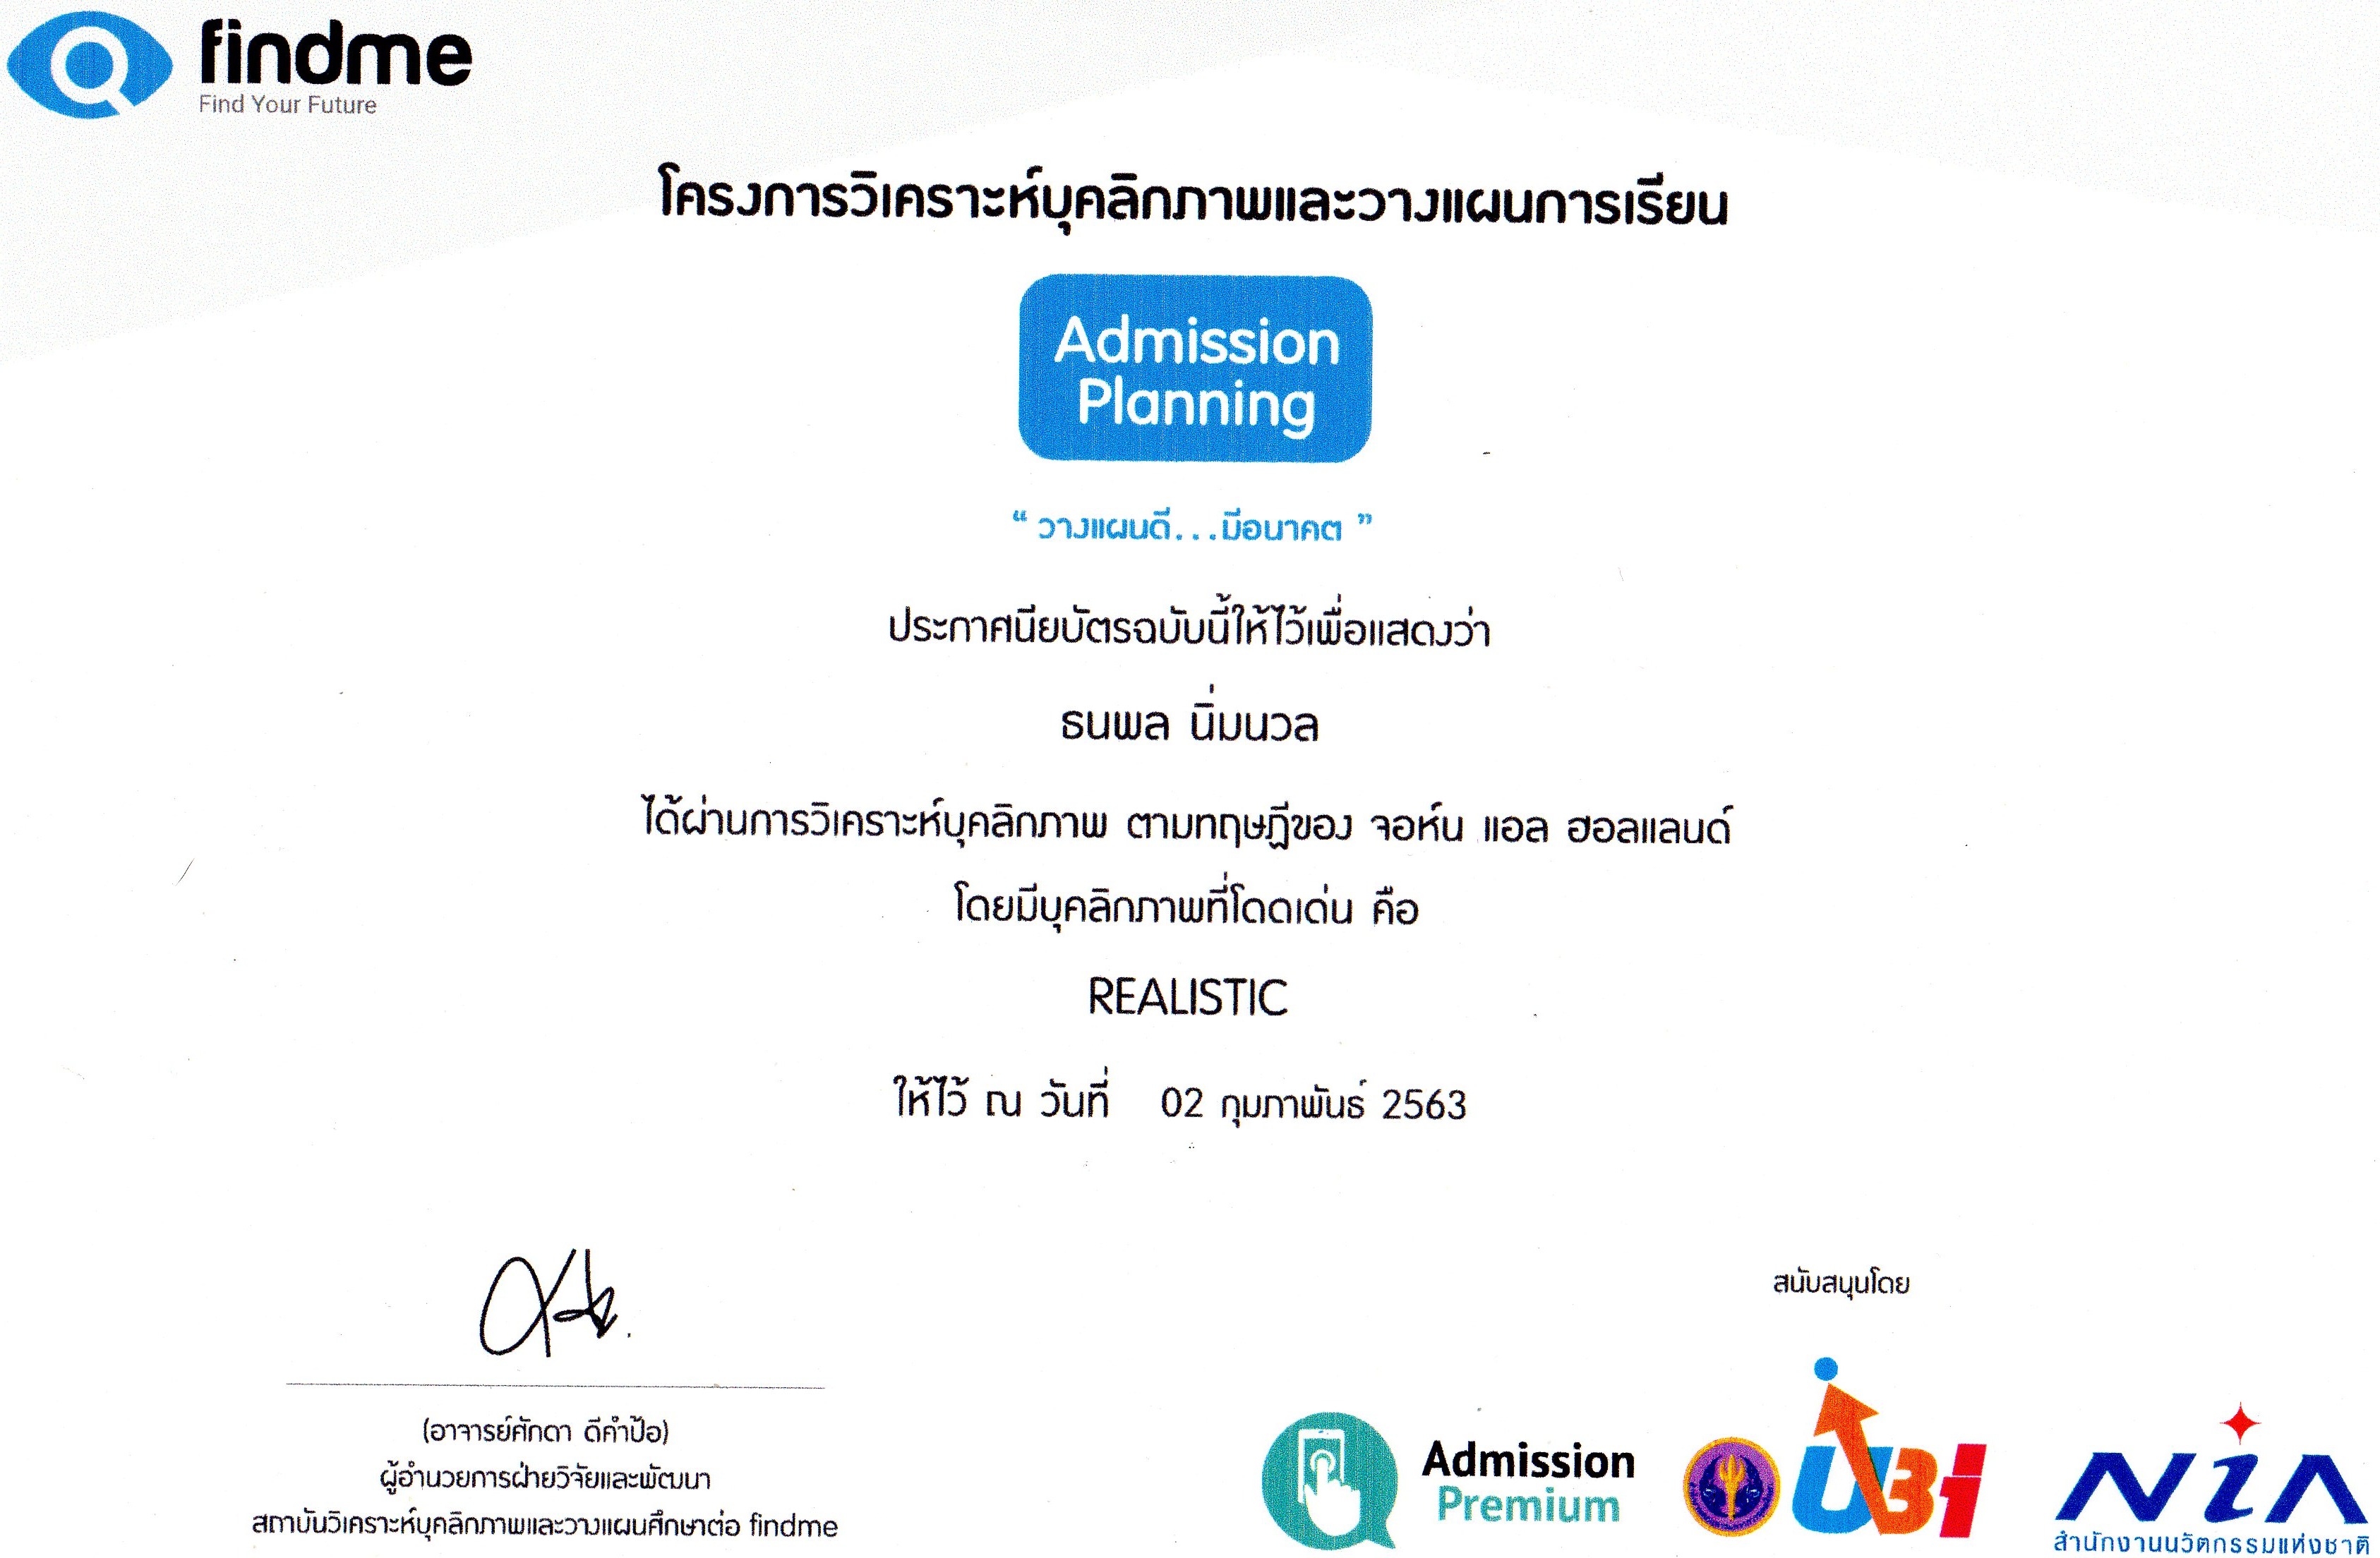 findme
Find Your Future
โครงการวิเคราะห์บุคลิกภาพและวางแผนการเรียน
Admission
Planning
“ วางแผนดี...มีอนาคต ”
ประกาศนียบัตรฉบับนี้ให้ไว้เพื่อแสดงว่า
ธนพล นิ่มนวล
ได้ผ่านการวิเคราะห์บุคลิกภาพ ตามทฤษฎีของ จอห์น แอล ฮอลแลนด์
โดยมีบุคลิกภาพที่โดดเด่น คือ
REALISTIC
ให้ไว้ ณ วันที่ 02 กุมภาพันธ์ 2563
(อาจารย์ศักดา ดีคำป้อ)
ผู้อำนวยการฝ่ายวิจัยและพัฒนา
สถาบันวิเคราะห์บุคลิกภาพและวางแผนศึกษาต่อ findme
สนับสนุนโดย
Admission
Premium
UBI
NiA
สำนักงานนวัตกรรมแห่งชาติ